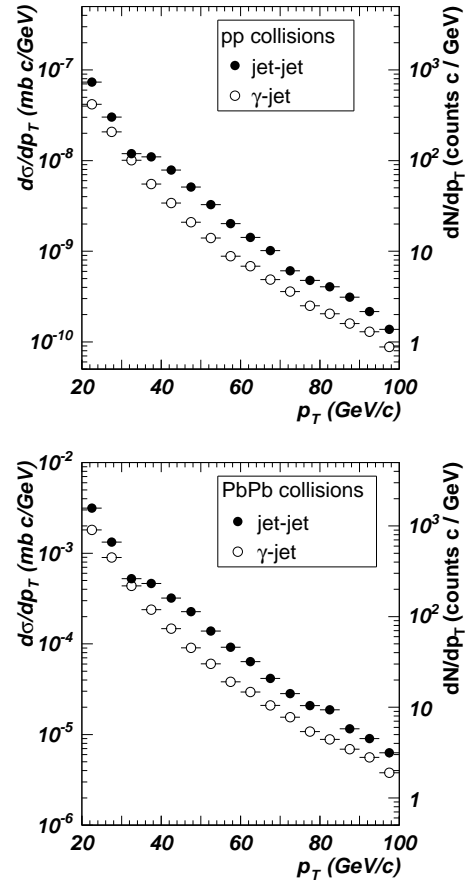 pp collisions
jet-jet
γ-jet
dσ/dp_T (mb c/GeV)
10^-7
10^-8
10^-9
10^-10
dN/dp_T (counts c / GeV)
10^3
10^2
10
1
20 40 60 80 100
p_T (GeV/c)
PbPb collisions
jet-jet
γ-jet
dσ/dp_T (mb c/GeV)
10^-2
10^-3
10^-4
10^-5
10^-6
dN/dp_T (counts c / GeV)
10^3
10^2
10
1
20 40 60 80 100
p_T (GeV/c)